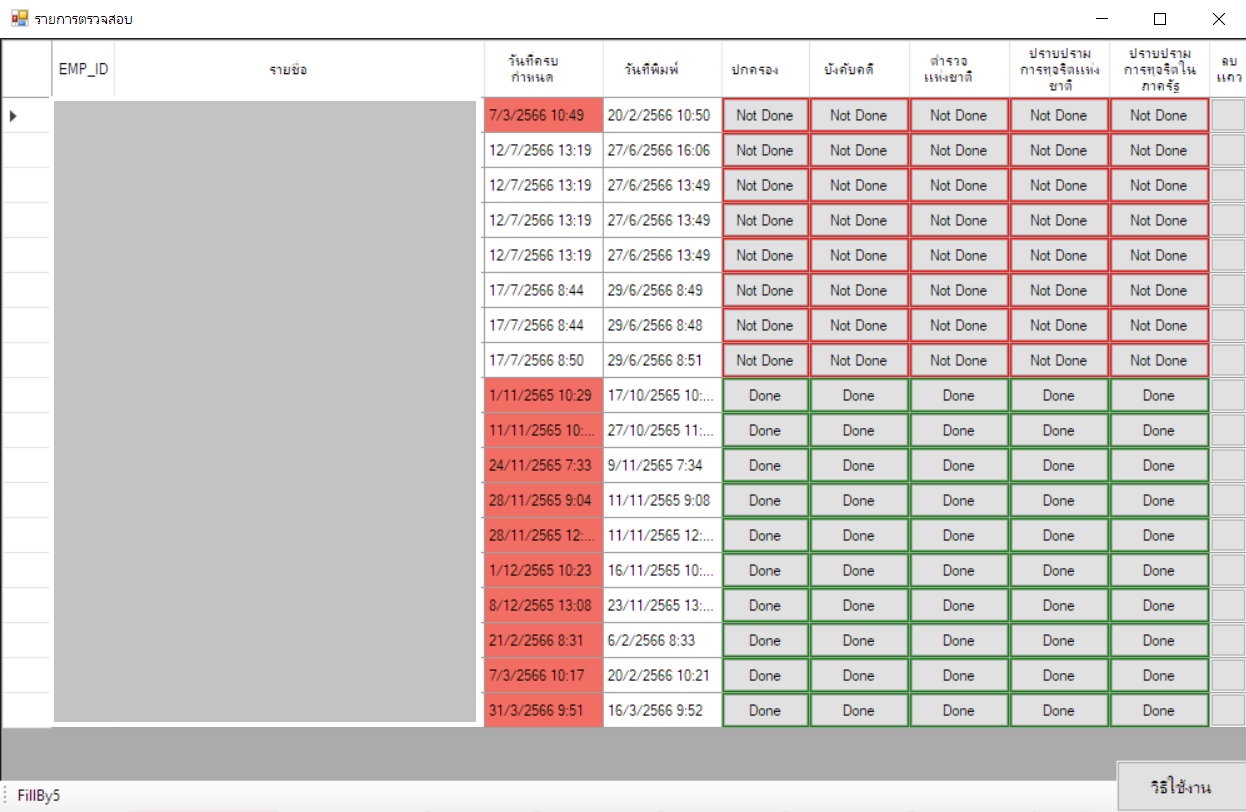 รายการตรวจสอบ
EMP_ID รายชื่อ วันที่ครบ กำหนด วันที่พิมพ์ ปกครอง บังคับคดี ตำรวจ แห่งชาติ ปราบปราม การทุจริตแห่ง ชาติ ปราบปราม การทุจริตใน ภาครัฐ ลบ แถว
7/3/2566 10:49 20/2/2566 10:50 Not Done Not Done Not Done Not Done Not Done
12/7/2566 13:19 27/6/2566 16:06 Not Done Not Done Not Done Not Done Not Done
12/7/2566 13:19 27/6/2566 13:49 Not Done Not Done Not Done Not Done Not Done
12/7/2566 13:19 27/6/2566 13:49 Not Done Not Done Not Done Not Done Not Done
12/7/2566 13:19 27/6/2566 13:49 Not Done Not Done Not Done Not Done Not Done
17/7/2566 8:44 29/6/2566 8:49 Not Done Not Done Not Done Not Done Not Done
17/7/2566 8:44 29/6/2566 8:48 Not Done Not Done Not Done Not Done Not Done
17/7/2566 8:50 29/6/2566 8:51 Not Done Not Done Not Done Not Done Not Done
1/11/2565 10:29 17/10/2565 10:... Done Done Done Done Done
11/11/2565 10:... 27/10/2565 11:... Done Done Done Done Done
24/11/2565 7:33 9/11/2565 7:34 Done Done Done Done Done
28/11/2565 9:04 11/11/2565 9:08 Done Done Done Done Done
28/11/2565 12:... 11/11/2565 12:... Done Done Done Done Done
1/12/2565 10:23 16/11/2565 10:... Done Done Done Done Done
8/12/2565 13:08 23/11/2565 13:... Done Done Done Done Done
21/2/2566 8:31 6/2/2566 8:33 Done Done Done Done Done
7/3/2566 10:17 20/2/2566 10:21 Done Done Done Done Done
31/3/2566 9:51 16/3/2566 9:52 Done Done Done Done Done
วิธีใช้งาน
FillBy5